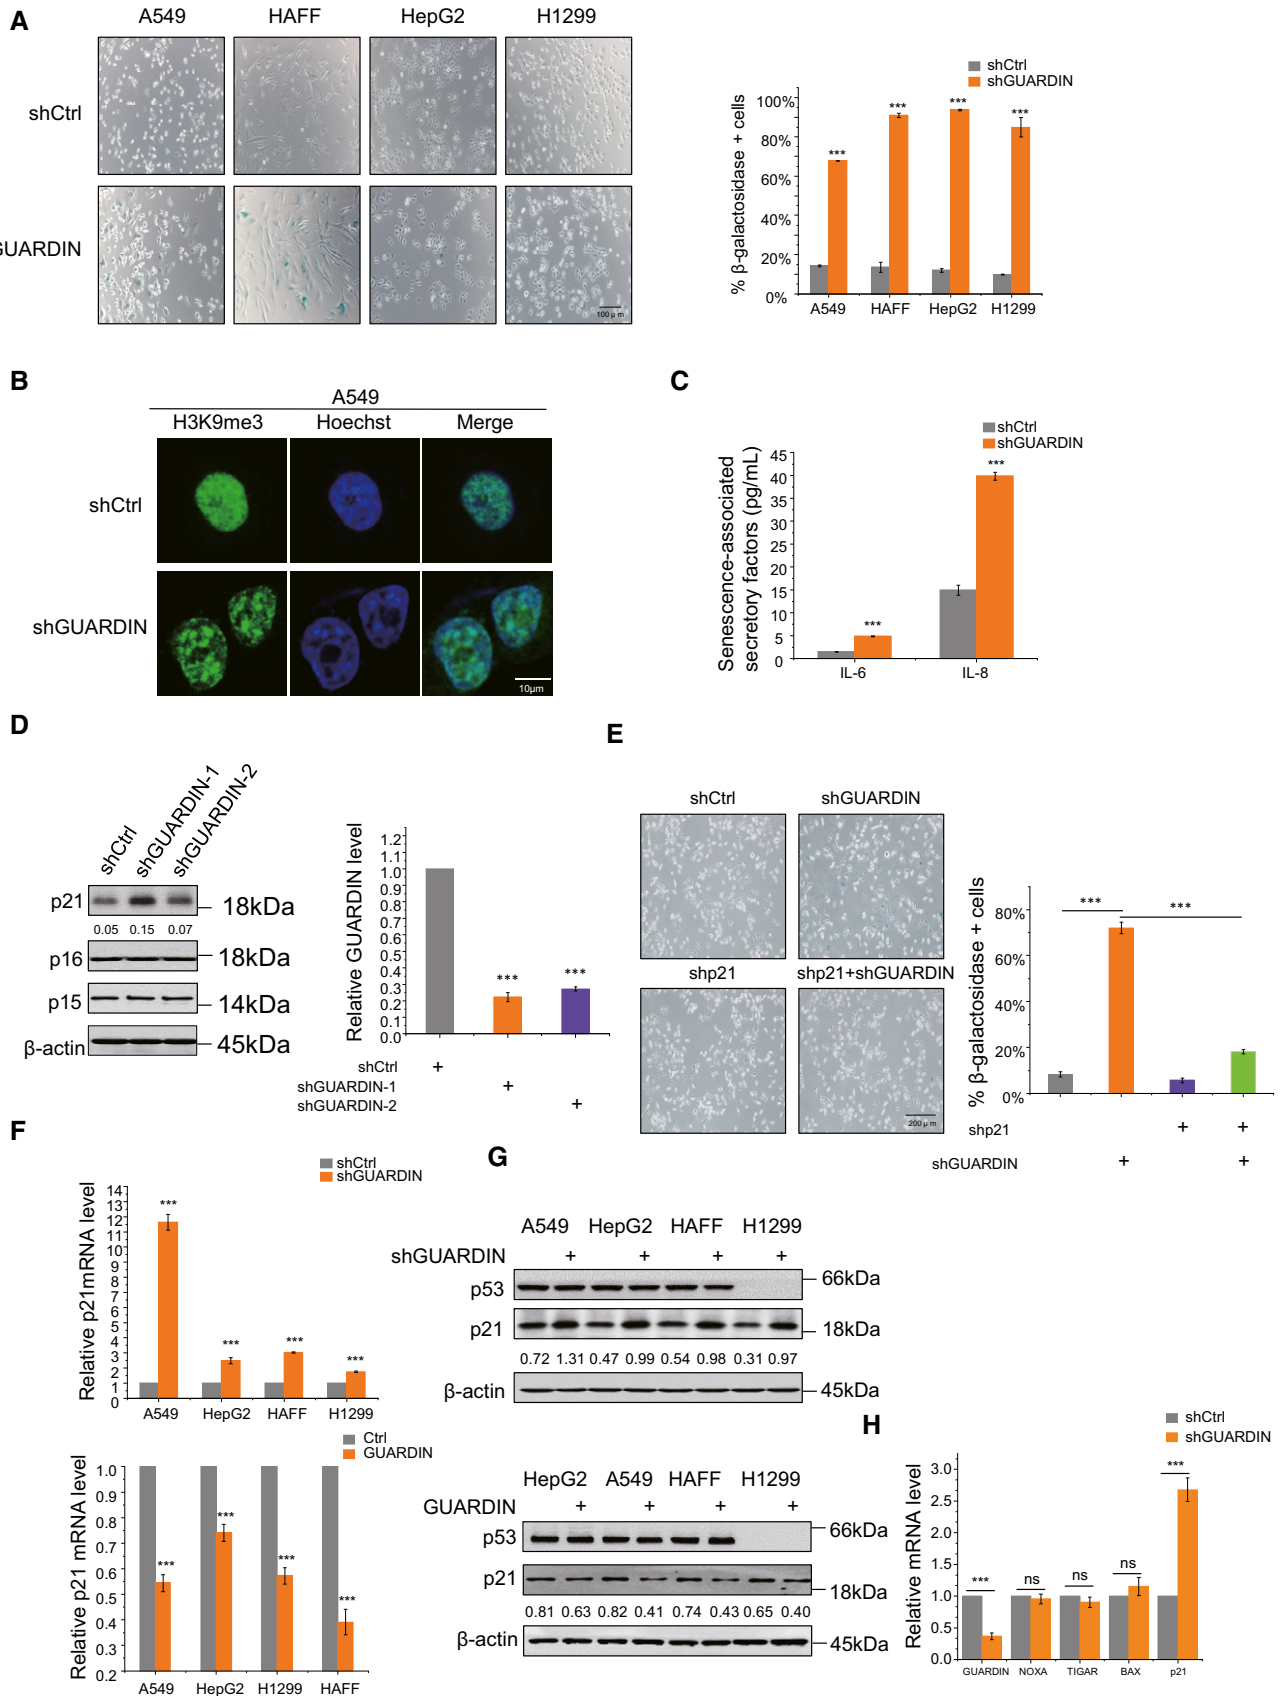 A
A549 HAFF HepG2 H1299
shCtrl
GUARDIN
100 µm
shCtrl
shGUARDIN
% β-galactosidase + cells
100%
80%
60%
40%
20%
0%
*** *** *** ***
A549 HAFF HepG2 H1299
B
A549
H3K9me3 Hoechst Merge
shCtrl
shGUARDIN
10µm
C
shCtrl
shGUARDIN
Senescence-associated
secretory factors (pg/mL)
45
40
35
30
25
20
15
10
5
0
*** ***
IL-6 IL-8
D
shCtrl shGUARDIN-1 shGUARDIN-2
p21 18kDa
0.05 0.15 0.07
p16 18kDa
p15 14kDa
β-actin 45kDa
Relative GUARDIN level
1.2
1.1
1.0
0.9
0.8
0.7
0.6
0.5
0.4
0.3
0.2
0.1
0.0
*** ***
shCtrl +
shGUARDIN-1 +
shGUARDIN-2 +
E
shCtrl shGUARDIN
shp21 shp21+shGUARDIN
200 µm
% β-galactosidase + cells
80%
60%
40%
20%
0%
*** ***
shp21 + +
shGUARDIN + +
F
shCtrl
shGUARDIN
Relative p21mRNA level
14
13
12
11
10
9
8
7
6
5
4
3
2
1
0
*** *** *** ***
A549 HepG2 HAFF H1299
Ctrl
GUARDIN
Relative p21 mRNA level
1.0
0.9
0.8
0.7
0.6
0.5
0.4
0.3
0.2
*** *** *** ***
A549 HepG2 H1299 HAFF
G
A549 HepG2 HAFF H1299
shGUARDIN + + + +
p53 66kDa
p21 18kDa
0.72 1.31 0.47 0.99 0.54 0.98 0.31 0.97
β-actin 45kDa
HepG2 A549 HAFF H1299
GUARDIN + + + +
p53 66kDa
p21 18kDa
0.81 0.63 0.82 0.41 0.74 0.43 0.65 0.40
β-actin 45kDa
H
shCtrl
shGUARDIN
Relative mRNA level
3.0
2.5
2.0
1.5
1.0
0.5
0.0
*** ns ns ns ***
GUARDIN NOXA TIGAR BAX p21